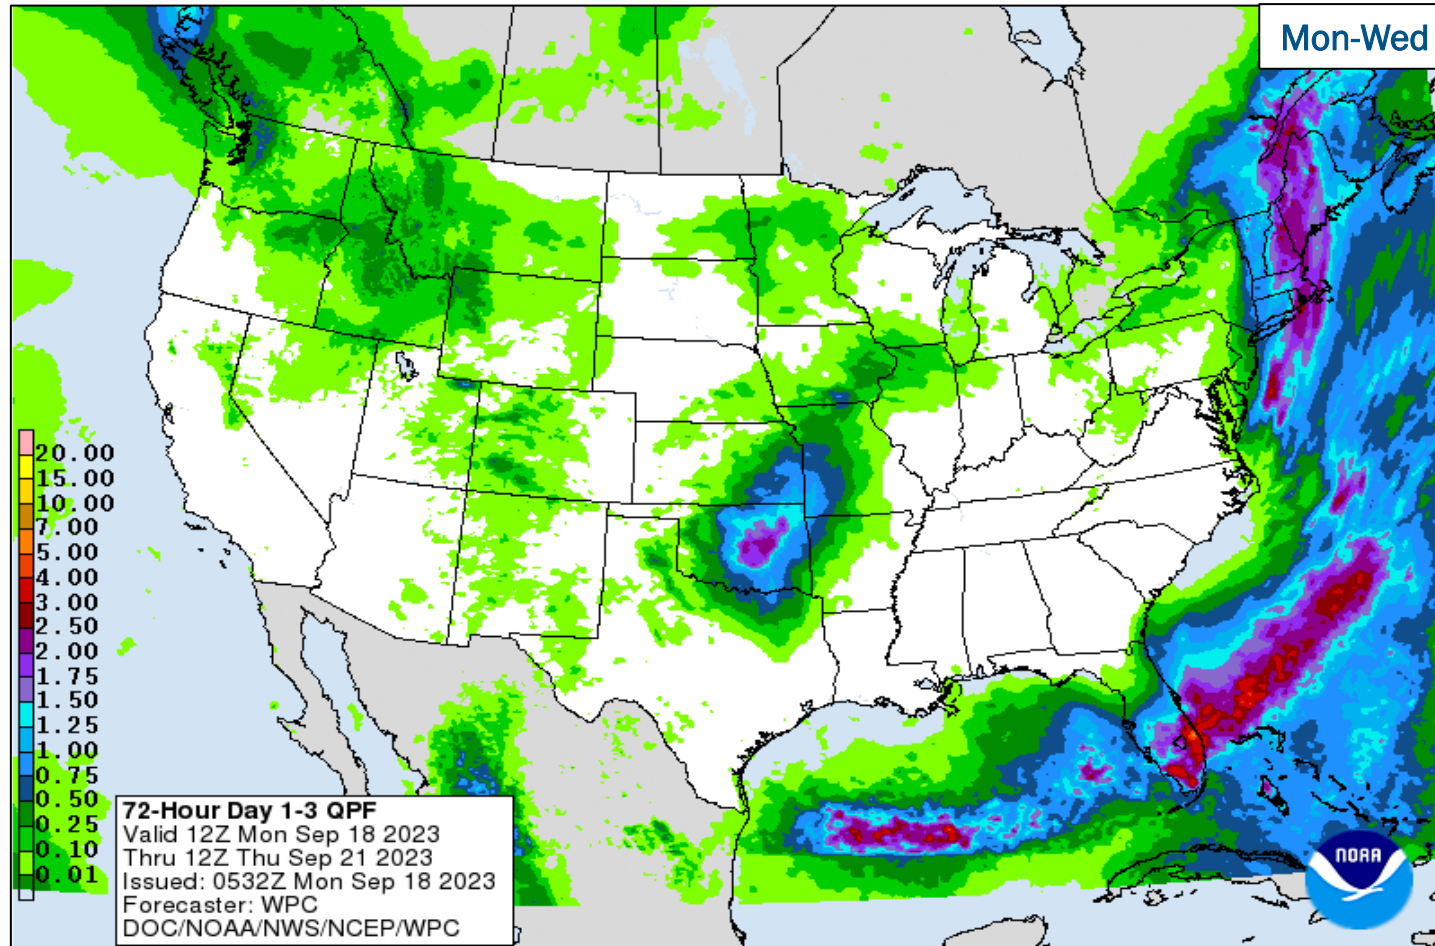 Mon-Wed
20.00
15.00
10.00
7.00
5.00
4.00
3.00
2.50
2.00
1.75
1.50
1.25
1.00
0.75
0.50
0.25
0.10
0.01
72-Hour Day 1-3 QPF
Valid 12Z Mon Sep 18 2023
Thru 12Z Thu Sep 21 2023
Issued: 0532Z Mon Sep 18 2023
Forecaster: WPC
DOC/NOAA/NWS/NCEP/WPC
NOAA